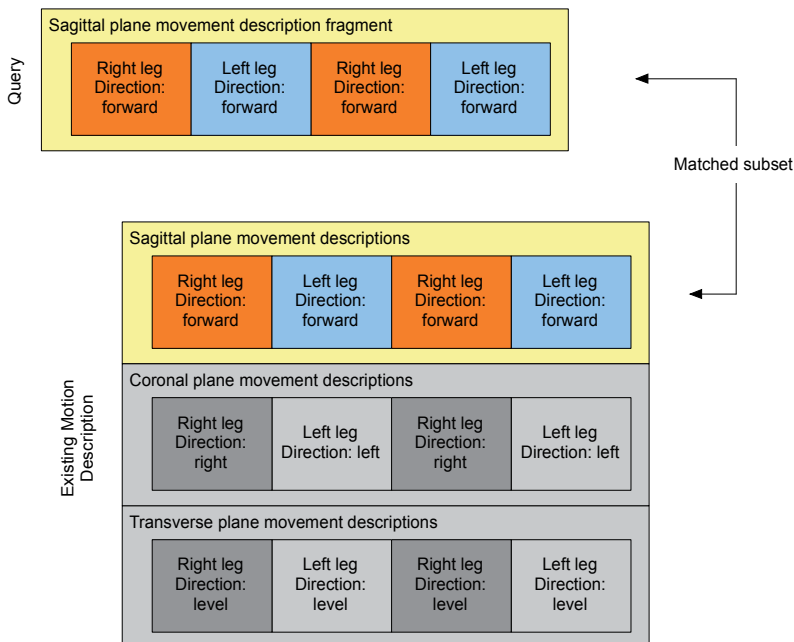 Sagittal plane movement description fragment
Query
Right leg
Direction:
forward
Left leg
Direction:
forward
Right leg
Direction:
forward
Left leg
Direction:
forward
Matched subset
Existing Motion
Description
Sagittal plane movement descriptions
Right leg
Direction:
forward
Left leg
Direction:
forward
Right leg
Direction:
forward
Left leg
Direction:
forward
Coronal plane movement descriptions
Right leg
Direction:
right
Left leg
Direction: left
Right leg
Direction:
right
Left leg
Direction: left
Transverse plane movement descriptions
Right leg
Direction:
level
Left leg
Direction:
level
Right leg
Direction:
level
Left leg
Direction:
level